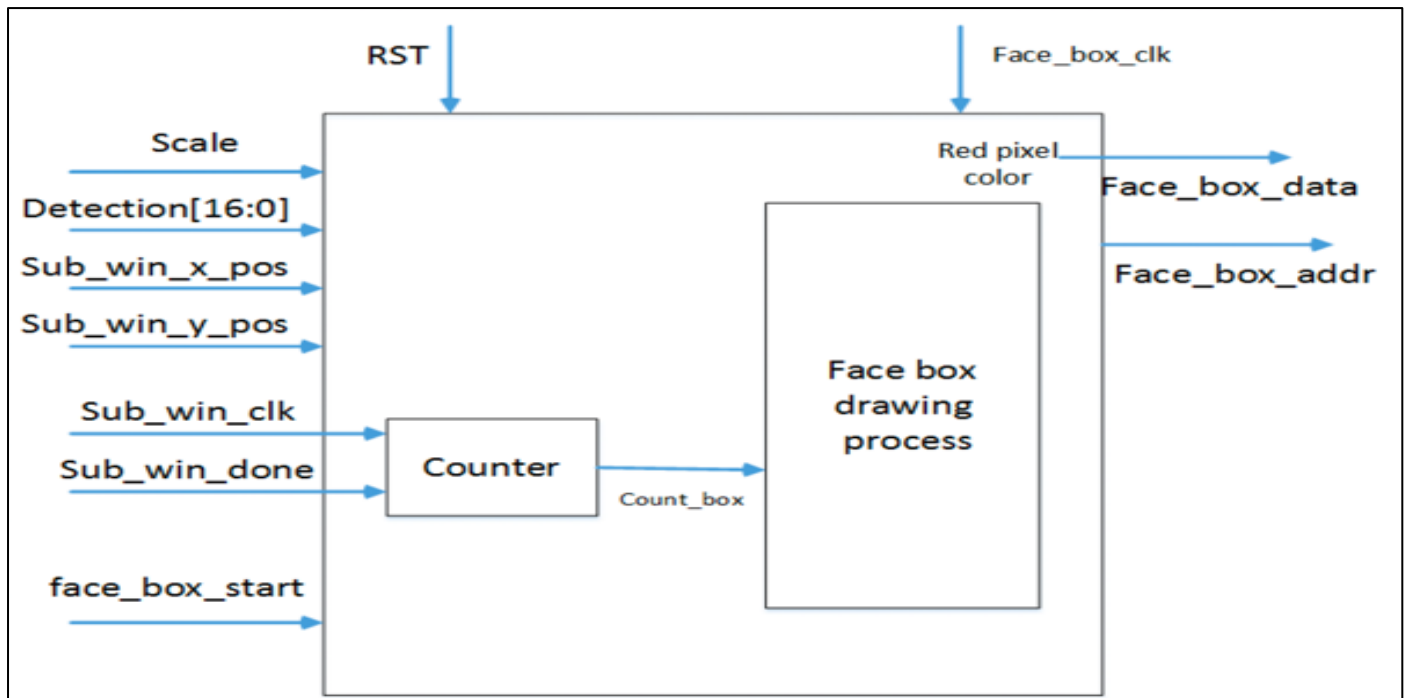 RST
Face_box_clk
Scale
Red pixel
color
Face_box_data
Detection[16:0]
Sub_win_x_pos
Face_box_addr
Sub_win_y_pos
Face box
drawing
process
Sub_win_clk
Sub_win_done
Counter
Count_box
face_box_start